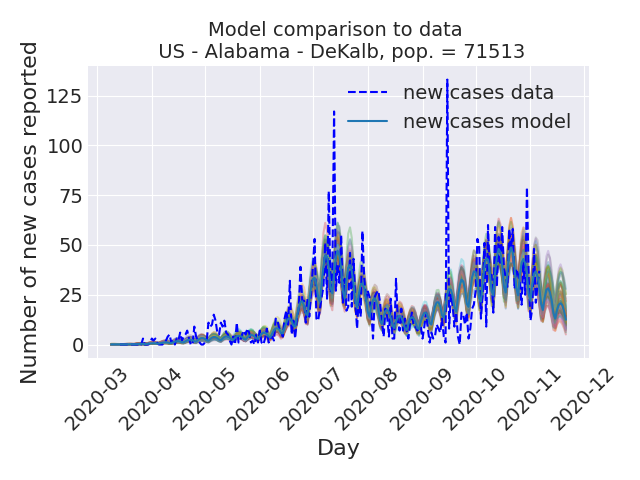 Model comparison to data
US - Alabama - DeKalb, pop. = 71513
Number of new cases reported
125
100
75
50
25
0
new cases data
new cases model
2020-03
2020-04
2020-05
2020-06
2020-07
2020-08
2020-09
2020-10
2020-11
2020-12
Day